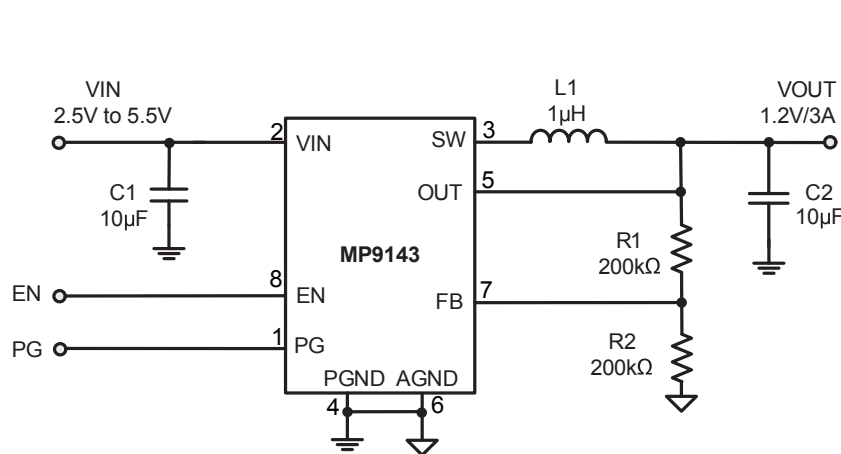 VIN
2.5V to 5.5V
L1
1μH
VOUT
1.2V/3A
2
VIN
SW
3
C1
10μF
OUT
5
C2
10μF
R1
200kΩ
MP9143
EN
8
EN
FB
7
PG
1
PG
R2
200kΩ
PGND
AGND
4
6